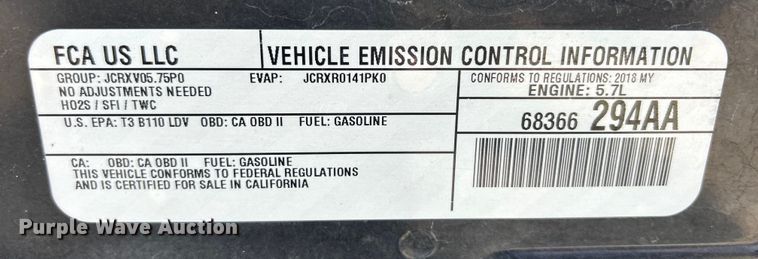 FCA US LLC
VEHICLE EMISSION CONTROL INFORMATION
GROUP: JCRXV05.75P0 EVAP: JCRXR0141PK0
NO ADJUSTMENTS NEEDED
HO2S / SFI / TWC
CONFORMS TO REGULATIONS: 2018 MY
ENGINE: 5.7L
U.S. EPA: T3 B110 LDV OBD: CA OBD II FUEL: GASOLINE
68366 294AA
CA: OBD: CA OBD II FUEL: GASOLINE
THIS VEHICLE CONFORMS TO FEDERAL REGULATIONS
AND IS CERTIFIED FOR SALE IN CALIFORNIA
Purple Wave Auction